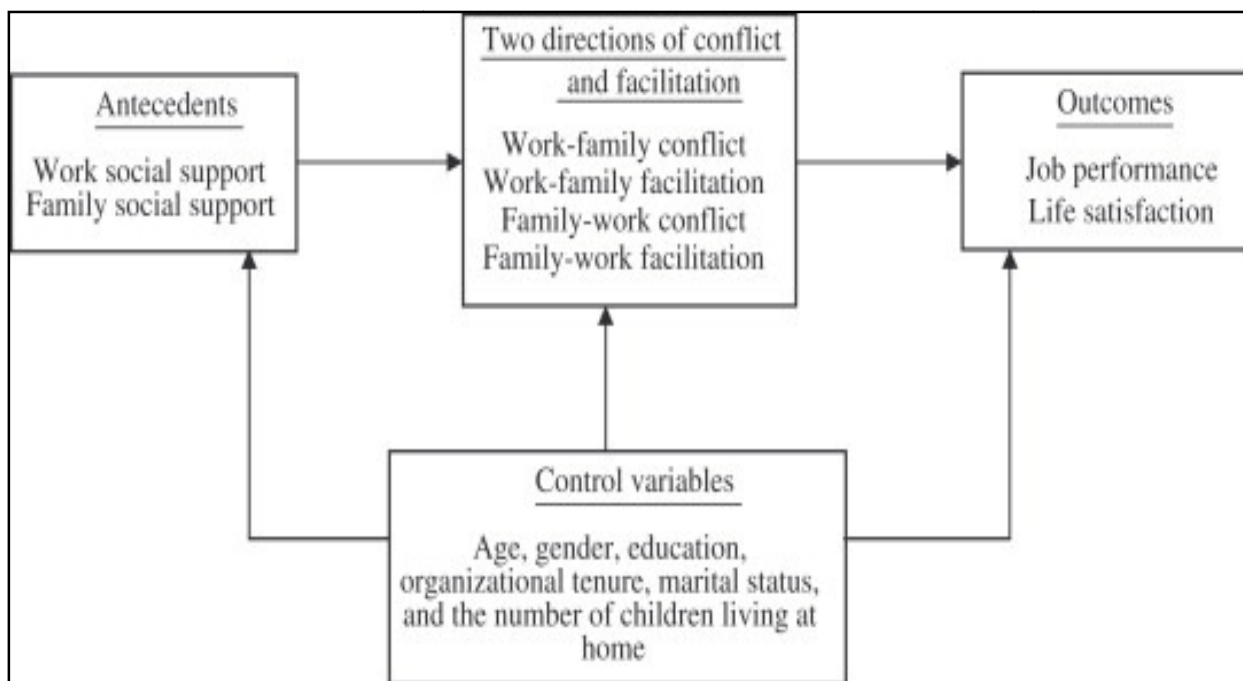 Antecedents
Work social support
Family social support
Two directions of conflict
and facilitation
Work-family conflict
Work-family facilitation
Family-work conflict
Family-work facilitation
Outcomes
Job performance
Life satisfaction
Control variables
Age, gender, education,
organizational tenure, marital status,
and the number of children living at
home